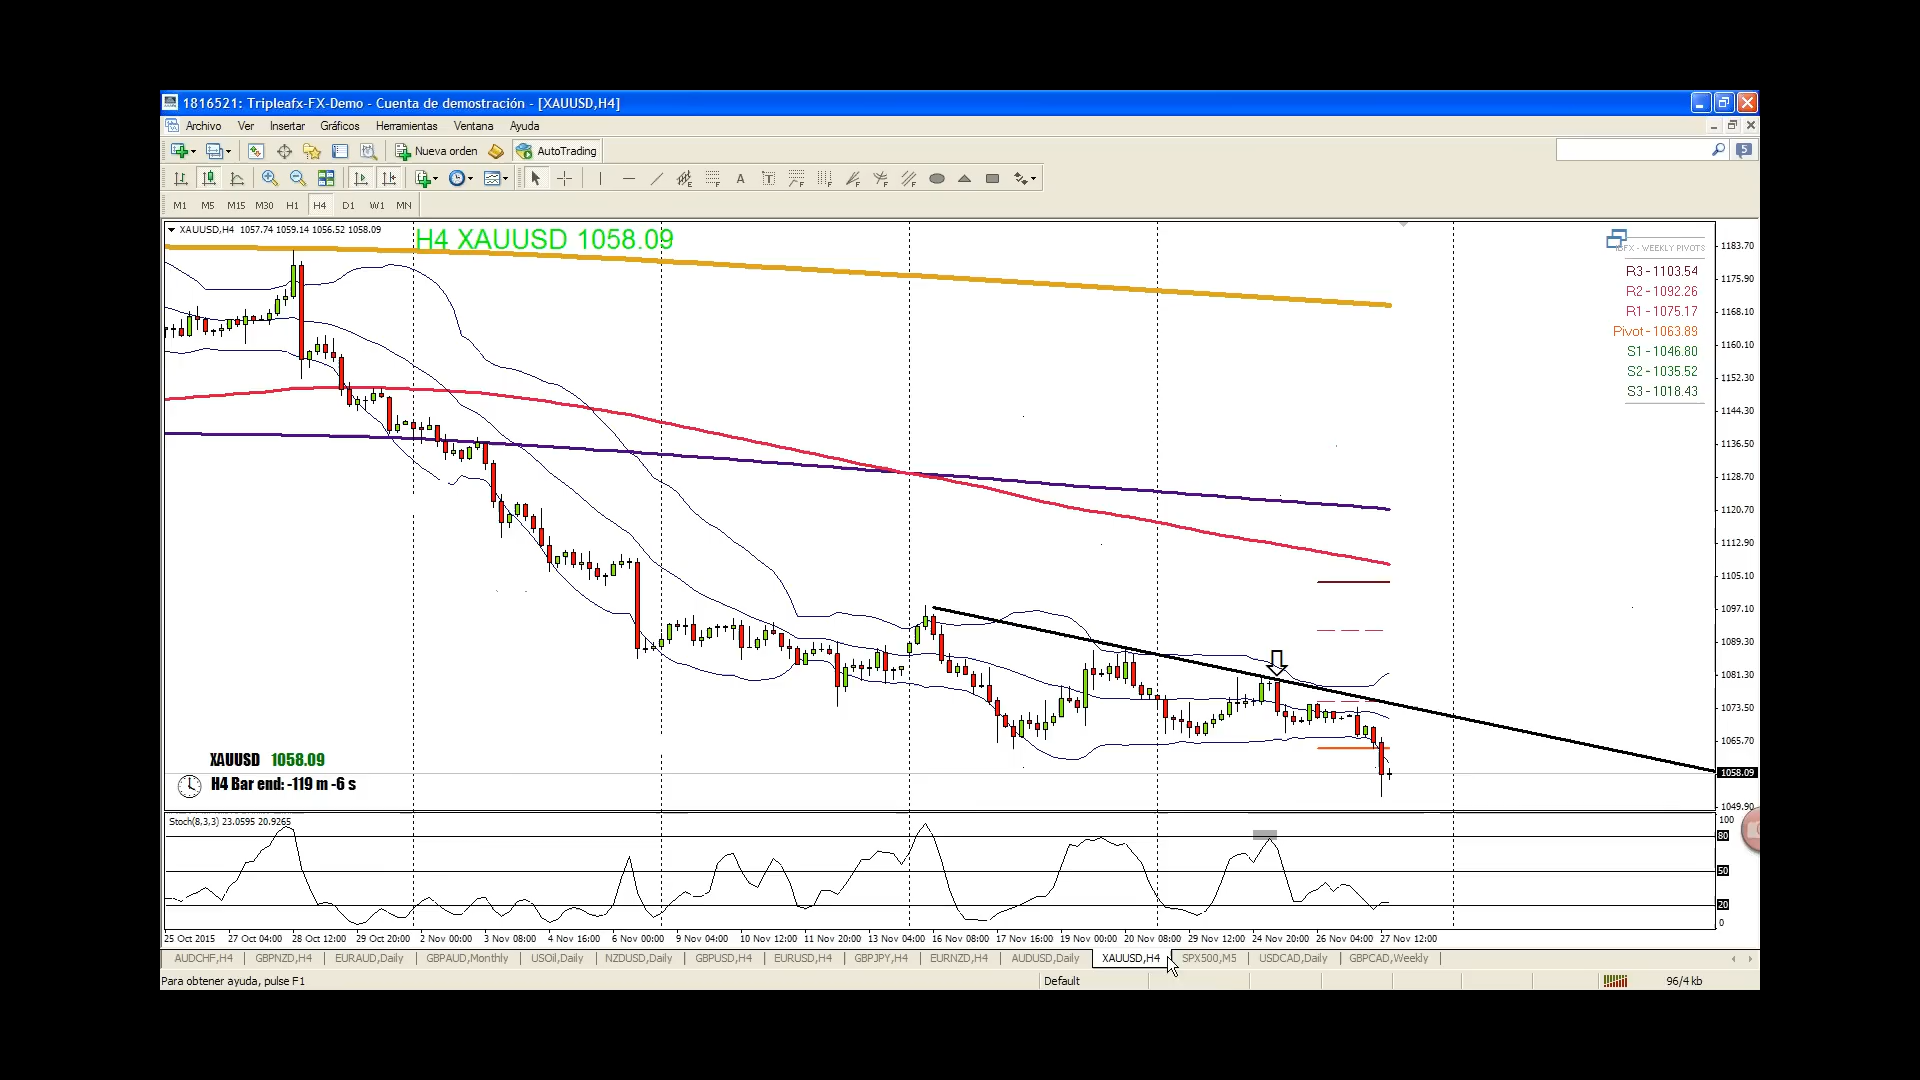 1816521: Tripleafx-FX-Demo - Cuenta de demostración - [XAUUSD,H4]
Archivo Ver Insertar Gráficos Herramientas Ventana Ayuda
Nueva orden AutoTrading
5
M1 M5 M15 M30 H1 H4 D1 W1 MN
XAUUSD,H4 1057.74 1059.14 1056.52 1058.09
H4 XAUUSD 1058.09
WEEKLY PIVOTS
R3 - 1103.54
R2 - 1092.26
R1 - 1075.17
Pivot - 1063.89
S1 - 1046.80
S2 - 1035.52
S3 - 1018.43
1183.70
1175.90
1168.10
1160.10
1152.30
1144.30
1136.50
1128.70
1120.70
1112.90
1105.10
1097.10
1089.30
1081.30
1073.50
1065.70
1058.09
1049.90
XAUUSD 1058.09
H4 Bar end: -119 m -6 s
Stoch(8,3,3) 23.0595 20.9265
100
80
50
20
0
25 Oct 2015 27 Oct 04:00 28 Oct 12:00 29 Oct 20:00 2 Nov 00:00 3 Nov 08:00 4 Nov 16:00 6 Nov 00:00 9 Nov 04:00 10 Nov 12:00 11 Nov 20:00 13 Nov 04:00 16 Nov 08:00 17 Nov 16:00 19 Nov 00:00 20 Nov 08:00 29 Nov 12:00 24 Nov 20:00 26 Nov 04:00 27 Nov 12:00
AUDCHF,H4 GBPNZD,H4 EURAUD,Daily GBPAUD,Monthly USOil,Daily NZDUSD,Daily GBPUSD,H4 EURUSD,H4 GBPJPY,H4 EURNZD,H4 AUDUSD,Daily XAUUSD,H4 SPX500,M5 USDCAD,Daily GBPCAD,Weekly
Para obtener ayuda, pulse F1 Default 96/4 kb